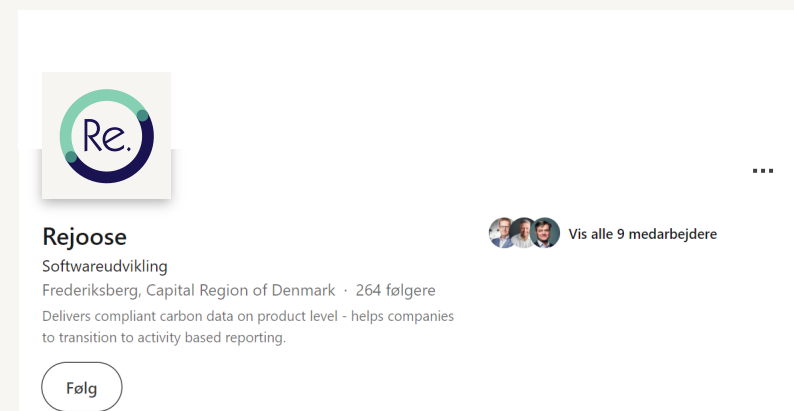 Re.
Rejoose
Softwareudvikling
Frederiksberg, Capital Region of Denmark · 264 følgere
Delivers compliant carbon data on product level - helps companies
to transition to activity based reporting.
Følg
Vis alle 9 medarbejdere